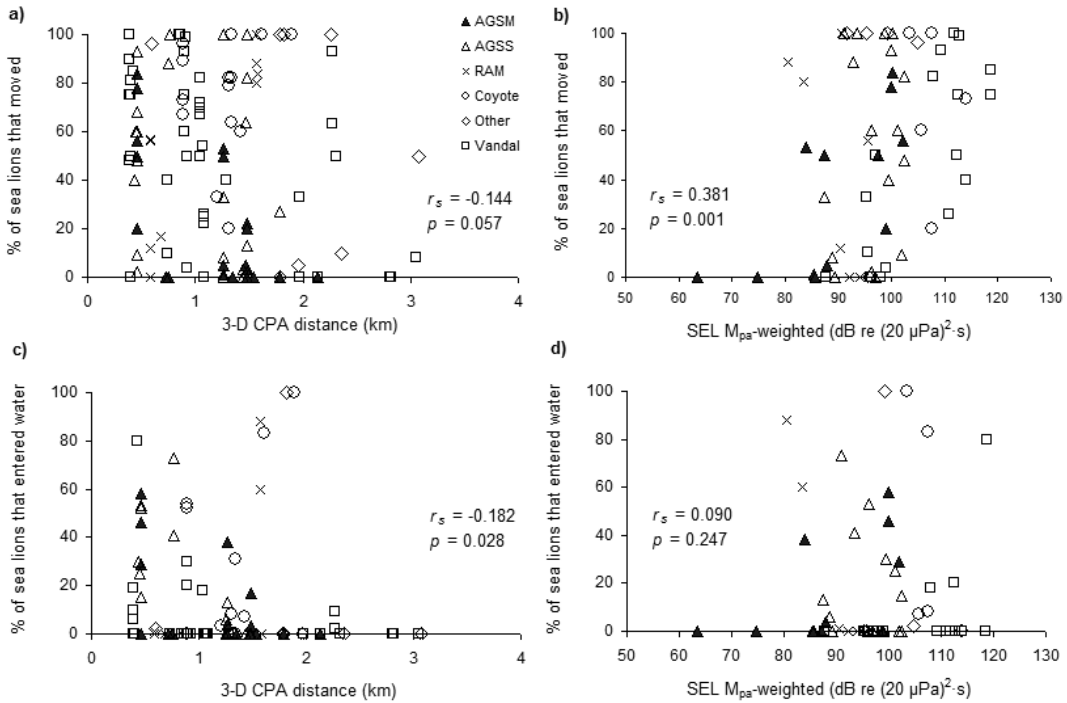 a)
% of sea lions that moved
100
80
60
40
20
0
0 1 2 3 4
3-D CPA distance (km)
AGSM
AGSS
RAM
Coyote
Other
Vandal
r s = -0.144
p = 0.057
b)
% of sea lions that moved
100
80
60
40
20
0
50 60 70 80 90 100 110 120 130
SEL Mpa-weighted (dB re (20 µPa)²·s)
r s = 0.381
p = 0.001
c)
% of sea lions that entered water
100
80
60
40
20
0
0 1 2 3 4
3-D CPA distance (km)
r s = -0.182
p = 0.028
d)
% of sea lions that entered water
100
80
60
40
20
0
50 60 70 80 90 100 110 120 130
SEL Mpa-weighted (dB re (20 µPa)²·s)
r s = 0.090
p = 0.247